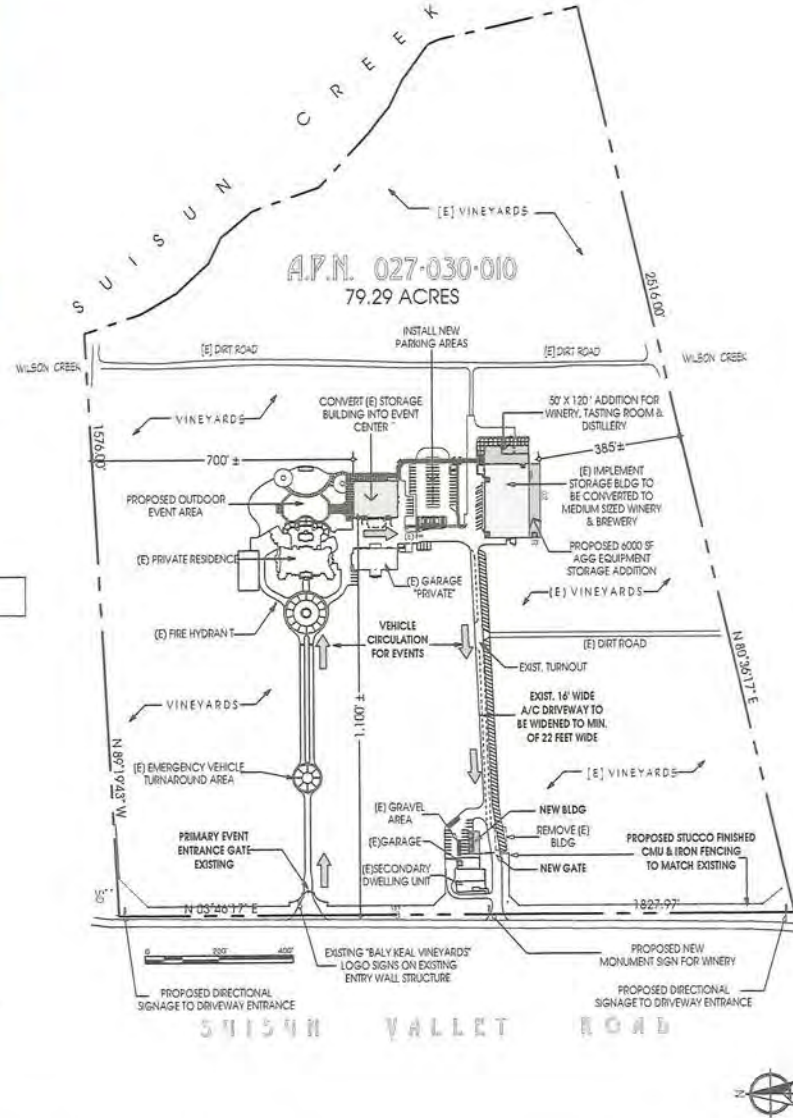 SUISUN CREEK
[E] VINEYARDS
A.P.N. 027-030-010
79.29 ACRES
2516.00'
INSTALL NEW
PARKING AREAS
[E] DIRT ROAD
[E] DIRT ROAD
WILSON CREEK
WILSON CREEK
CONVERT (E) STORAGE
BUILDING INTO EVENT
CENTER
50' X 120' ADDITION FOR
WINERY, TASTING ROOM &
DISTILLERY
VINEYARDS
1576.00'
700' ±
385'±
PROPOSED OUTDOOR
EVENT AREA
(E) IMPLEMENT
STORAGE BLDG TO
BE CONVERTED TO
MEDIUM SIZED WINERY
& BREWERY
(E) PRIVATE RESIDENCE
(E) GARAGE
"PRIVATE"
PROPOSED 6000 SF
AGG EQUIPMENT
STORAGE ADDITION
(E) VINEYARDS
(E) FIRE HYDRANT
VEHICLE
CIRCULATION
FOR EVENTS
(E) DIRT ROAD
N 80°36'17" E
EXIST. TURNOUT
VINEYARDS
1,100' ±
EXIST. 16' WIDE
A/C DRIVEWAY TO
BE WIDENED TO MIN.
OF 22 FEET WIDE
N 89°19'43" W
(E) EMERGENCY VEHICLE
TURNAROUND AREA
[E] VINEYARDS
(E) GRAVEL
AREA
NEW BLDG
(E)GARAGE
REMOVE (E)
BLDG
PRIMARY EVENT
ENTRANCE GATE
EXISTING
PROPOSED STUCCO FINISHED
CMU & IRON FENCING
TO MATCH EXISTING
(E)SECONDARY
DWELLING UNIT
NEW GATE
50'
N 03°46'17" E
1827.97'
0 200' 400'
EXISTING "BALY KEAL VINEYARDS"
LOGO SIGNS ON EXISTING
ENTRY WALL STRUCTURE
PROPOSED NEW
MONUMENT SIGN FOR WINERY
PROPOSED DIRECTIONAL
SIGNAGE TO DRIVEWAY ENTRANCE
PROPOSED DIRECTIONAL
SIGNAGE TO DRIVEWAY ENTRANCE
SUISUN VALLEY ROAD
N